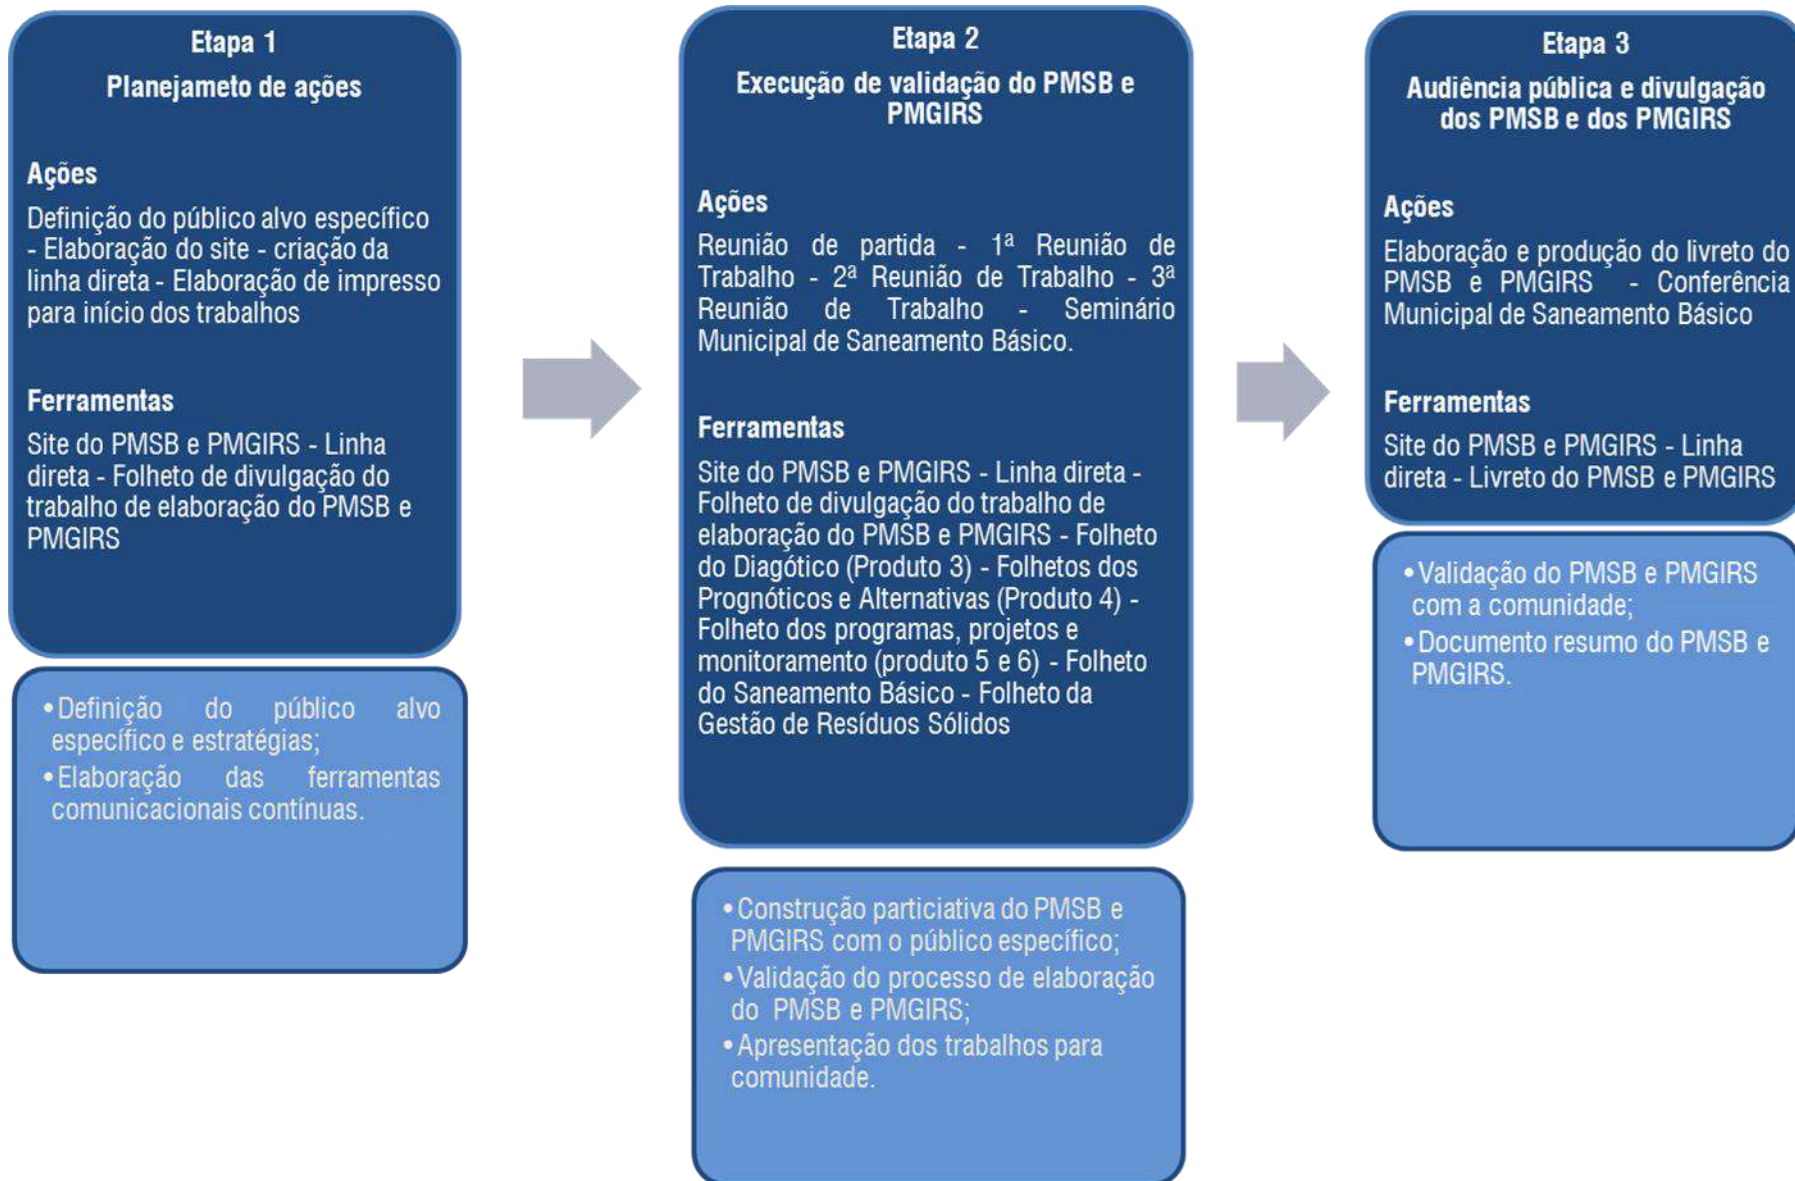 Etapa 1
Planejameto de ações
Ações
Definição do público alvo específico
- Elaboração do site - criação da
linha direta - Elaboração de impresso
para início dos trabalhos
Ferramentas
Site do PMSB e PMGIRS - Linha
direta - Folheto de divulgação do
trabalho de elaboração do PMSB e
PMGIRS
•Definição do público alvo
específico e estratégias;
•Elaboração das ferramentas
comunicacionais contínuas.
Etapa 2
Execução de validação do PMSB e
PMGIRS
Ações
Reunião de partida - 1ª Reunião de
Trabalho - 2ª Reunião de Trabalho - 3ª
Reunião de Trabalho - Seminário
Municipal de Saneamento Básico.
Ferramentas
Site do PMSB e PMGIRS - Linha direta -
Folheto de divulgação do trabalho de
elaboração do PMSB e PMGIRS - Folheto
do Diagótico (Produto 3) - Folhetos dos
Prognóticos e Alternativas (Produto 4) -
Folheto dos programas, projetos e
monitoramento (produto 5 e 6) - Folheto
do Saneamento Básico - Folheto da
Gestão de Resíduos Sólidos
•Construção particiativa do PMSB e
PMGIRS com o público específico;
•Validação do processo de elaboração
do PMSB e PMGIRS;
•Apresentação dos trabalhos para
comunidade.
Etapa 3
Audiência pública e divulgação
dos PMSB e dos PMGIRS
Ações
Elaboração e produção do livreto do
PMSB e PMGIRS - Conferência
Municipal de Saneamento Básico
Ferramentas
Site do PMSB e PMGIRS - Linha
direta - Livreto do PMSB e PMGIRS
•Validação do PMSB e PMGIRS
com a comunidade;
•Documento resumo do PMSB e
PMGIRS.